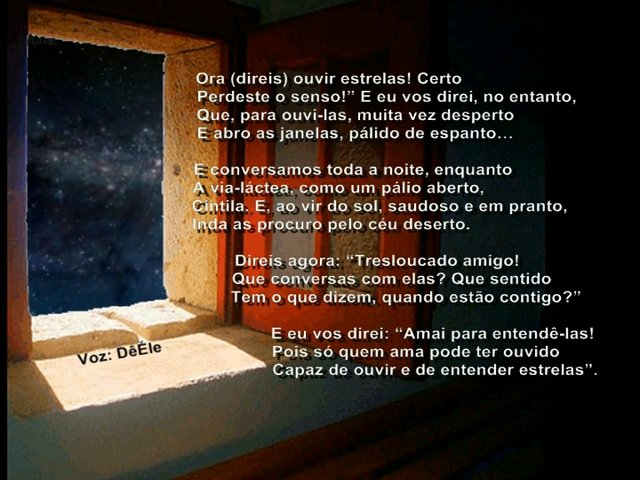 Ora (direis) ouvir estrelas! Certo
Perdeste o senso!” E eu vos direi, no entanto,
Que, para ouvi-las, muita vez desperto
E abro as janelas, pálido de espanto...
E conversamos toda a noite, enquanto
A via-láctea, como um pálio aberto,
Cintila. E, ao vir do sol, saudoso e em pranto,
Inda as procuro pelo céu deserto.
Direis agora: “Tresloucado amigo!
Que conversas com elas? Que sentido
Tem o que dizem, quando estão contigo?”
E eu vos direi: “Amai para entendê-las!
Pois só quem ama pode ter ouvido
Capaz de ouvir e de entender estrelas”.
Voz: DêÉle